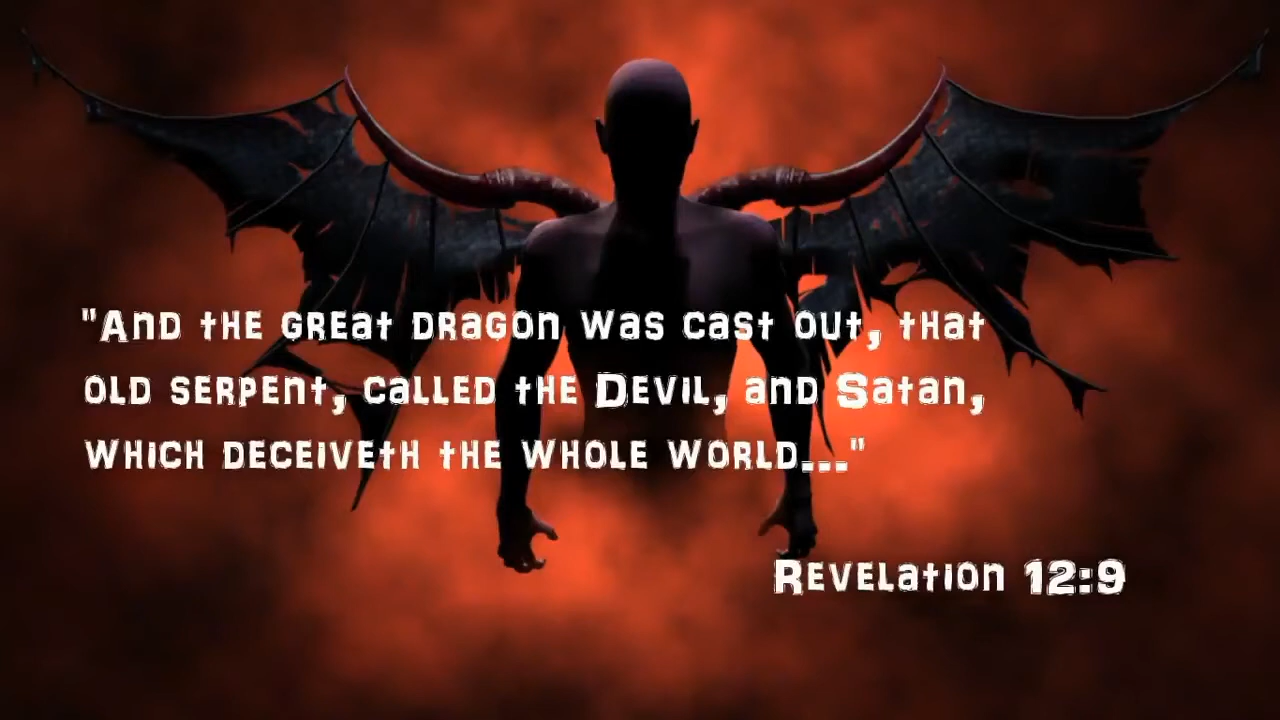 "And the great dragon was cast out, that
old serpent, called the Devil, and Satan,
which deceiveth the whole world..."
Revelation 12:9